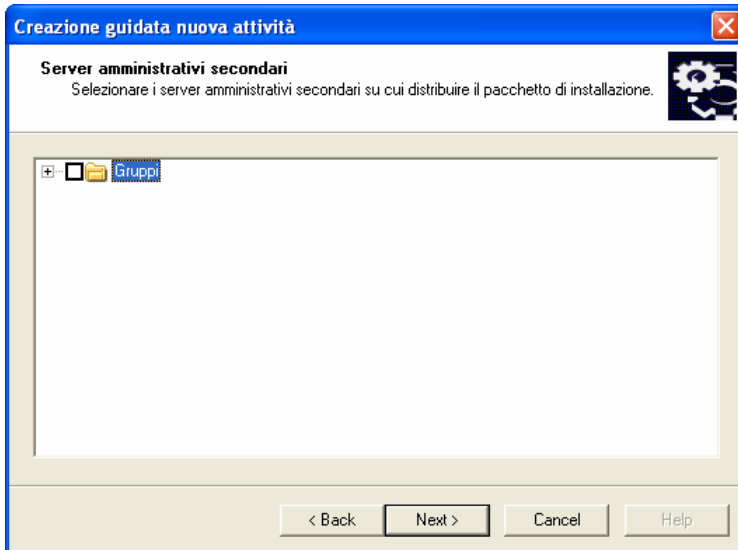 Creazione guidata nuova attività
Server amministrativi secondari
Selezionare i server amministrativi secondari su cui distribuire il pacchetto di installazione.
Gruppi
< Back Next > Cancel Help